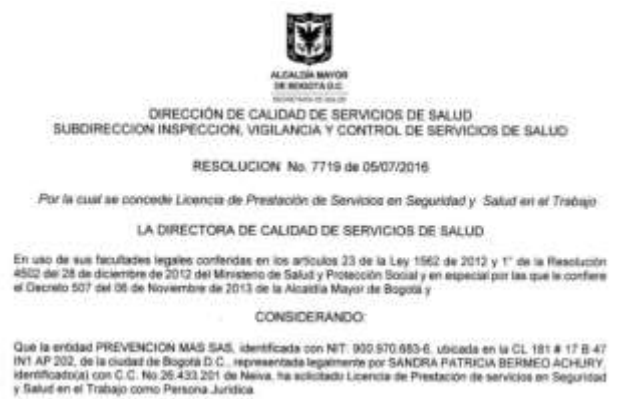 ALCALDÍA MAYOR
DE BOGOTÁ D.C.
SECRETARÍA DE SALUD
DIRECCIÓN DE CALIDAD DE SERVICIOS DE SALUD
SUBDIRECCION INSPECCION, VIGILANCIA Y CONTROL DE SERVICIOS DE SALUD
RESOLUCION No. 7719 de 05/07/2016
Por la cual se concede Licencia de Prestación de Servicios en Seguridad y Salud en el Trabajo
LA DIRECTORA DE CALIDAD DE SERVICIOS DE SALUD
En uso de sus facultades legales conferidas en los artículos 23 de la Ley 1562 de 2012 y 1° de la Resolución
4502 del 28 de diciembre de 2012 del Ministerio de Salud y Protección Social y en especial por las que le confiere
el Decreto 507 del 06 de Noviembre de 2013 de la Alcaldía Mayor de Bogotá y
CONSIDERANDO:
Que la entidad PREVENCION MAS SAS, identificada con NIT. 900.970.683-6, ubicada en la CL 181 # 17 B 47
IN1 AP 202, de la ciudad de Bogotá D.C., representada legalmente por SANDRA PATRICIA BERMEO ACHURY,
identificado(a) con C.C. No 26.433.201 de Neiva, ha solicitado Licencia de Prestación de servicios en Seguridad
y Salud en el Trabajo como Persona Jurídica.